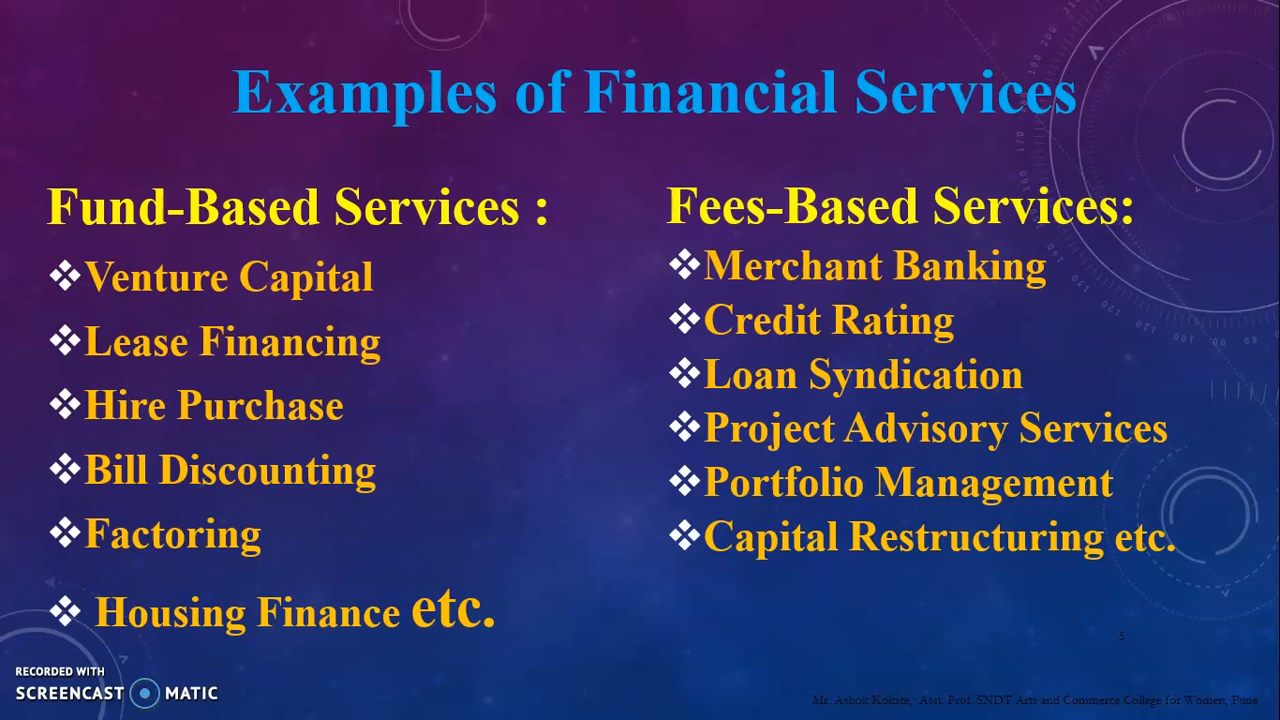 Examples of Financial Services
Fund-Based Services :
❖Venture Capital
❖Lease Financing
❖Hire Purchase
❖Bill Discounting
❖Factoring
❖ Housing Finance etc.
Fees-Based Services:
❖Merchant Banking
❖Credit Rating
❖Loan Syndication
❖Project Advisory Services
❖Portfolio Management
❖Capital Restructuring etc.
5
RECORDED WITH
SCREENCAST MATIC
Mr. Ashok Kokate, Asst. Prof. SNDT Arts and Commerce College for Women, Pune